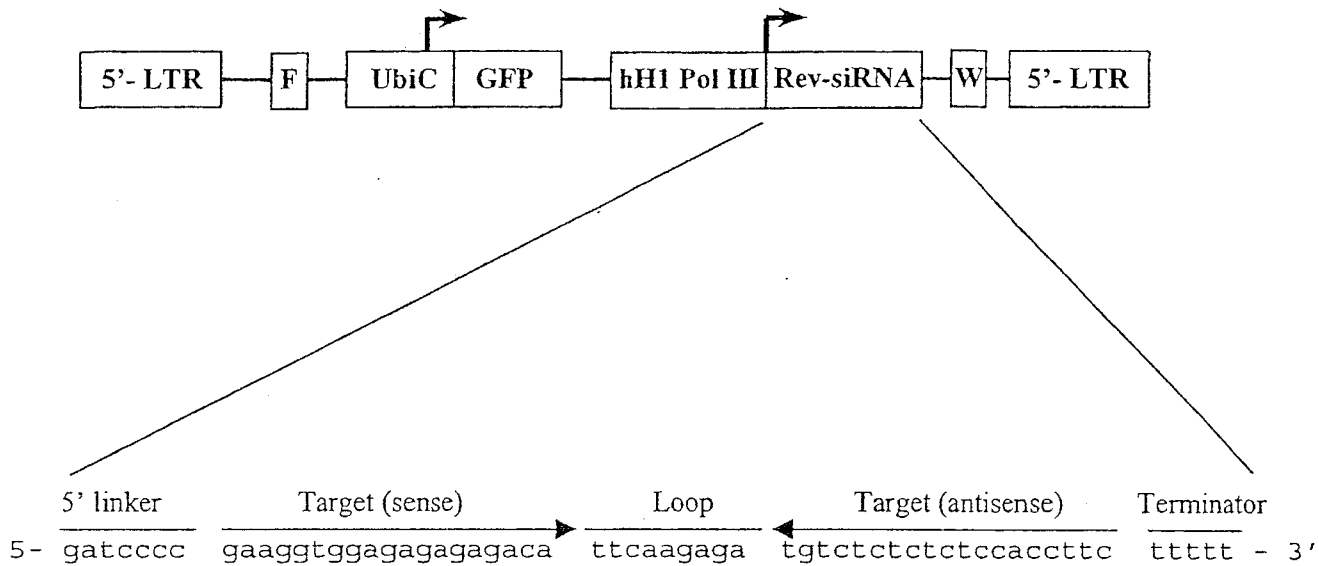 5'- LTR F UbiC GFP hH1 Pol III Rev-siRNA W 5'- LTR
5' linker Target (sense) Loop Target (antisense) Terminator
5- gatcccc gaaggtggagagagagaca ttcaagaga tgtctctctctccaccttc ttttt - 3'